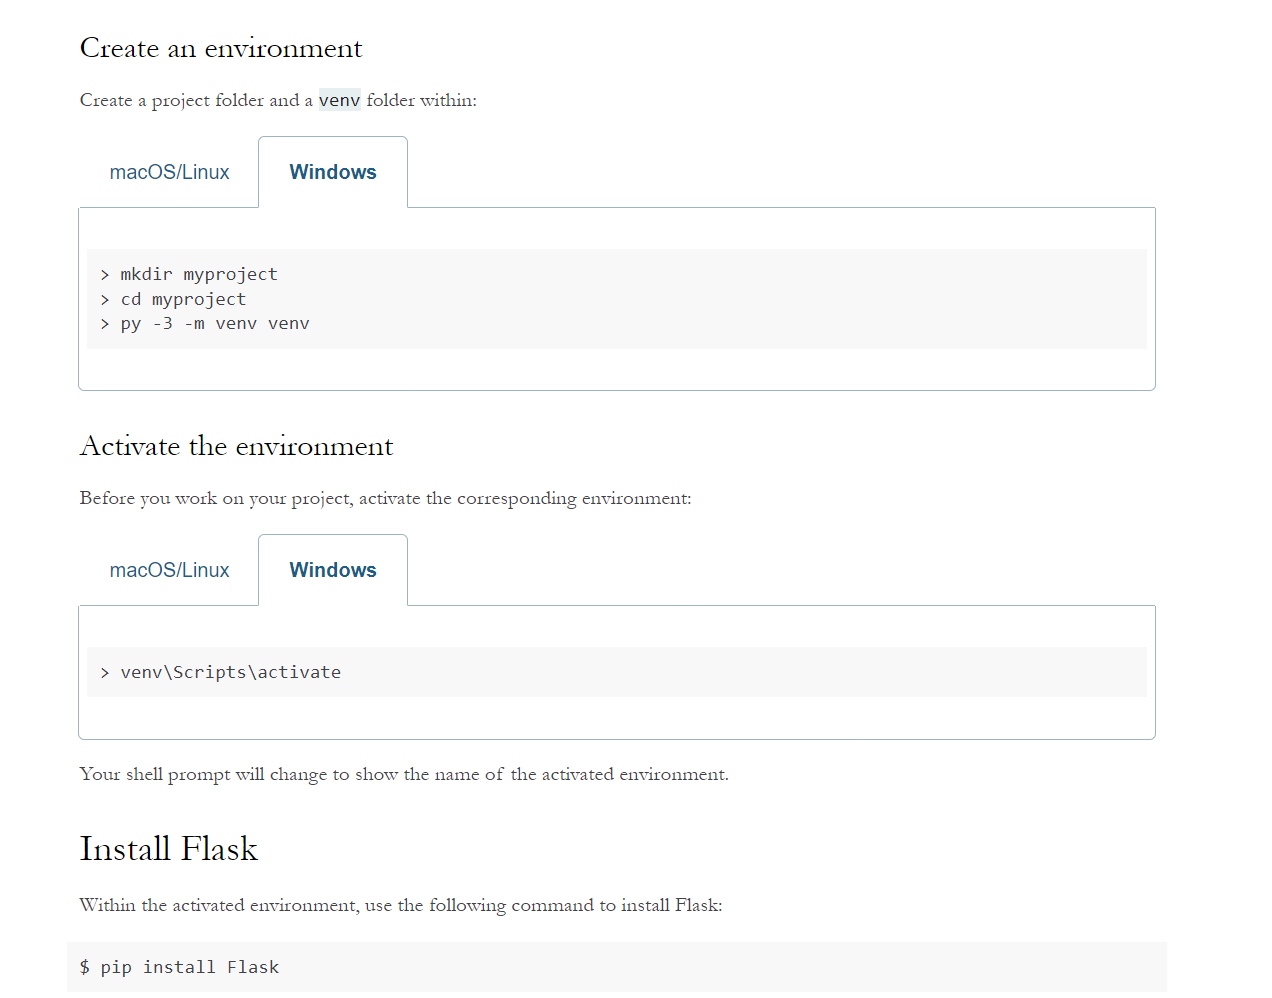 Create an environment
Create a project folder and a venv folder within:
macOS/Linux Windows
> mkdir myproject
> cd myproject
> py -3 -m venv venv
Activate the environment
Before you work on your project, activate the corresponding environment:
macOS/Linux Windows
> venv\Scripts\activate
Your shell prompt will change to show the name of the activated environment.
Install Flask
Within the activated environment, use the following command to install Flask:
$ pip install Flask